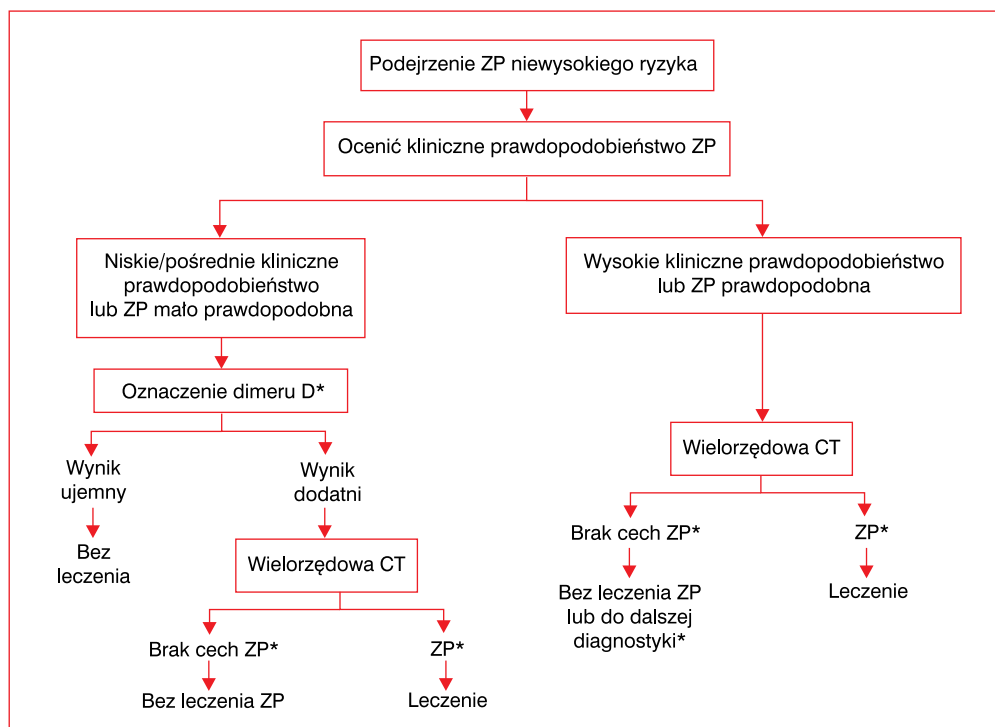 Podejrzenie ZP niewysokiego ryzyka
Ocenić kliniczne prawdopodobieństwo ZP
Niskie/pośrednie kliniczne
prawdopodobieństwo
lub ZP mało prawdopodobna
Wysokie kliniczne prawdopodobieństwo
lub ZP prawdopodobna
Oznaczenie dimeru D*
Wynik
ujemny
Wynik
dodatni
Bez
leczenia
Wielorzędowa CT
Brak cech ZP*
ZP*
Bez leczenia ZP
Leczenie
Wielorzędowa CT
Brak cech ZP*
ZP*
Bez leczenia ZP
lub do dalszej
diagnostyki*
Leczenie